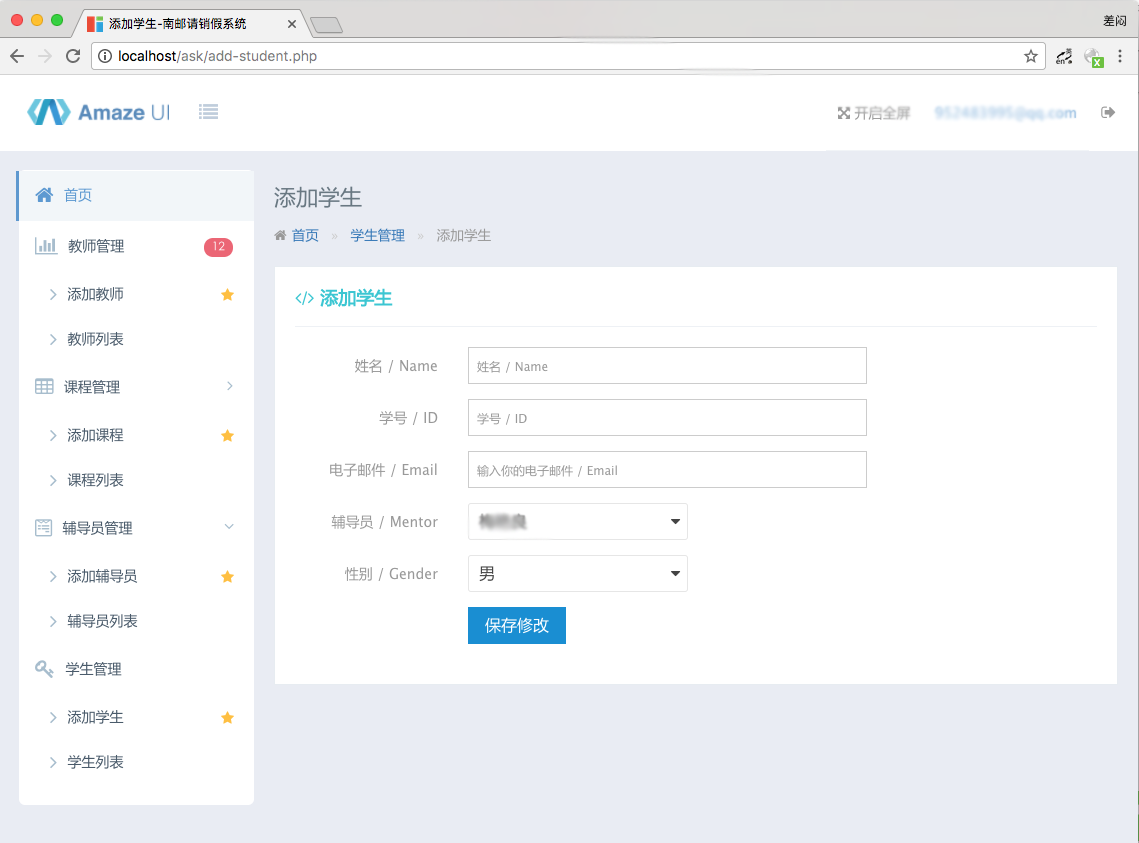 添加学生-南邮请销假系统
差闷
localhost/ask/add-student.php
Amaze UI
开启全屏
首页
教师管理 12
添加教师
教师列表
课程管理
添加课程
课程列表
辅导员管理
添加辅导员
辅导员列表
学生管理
添加学生
学生列表
添加学生
首页 » 学生管理 » 添加学生
</> 添加学生
姓名 / Name 姓名 / Name
学号 / ID 学号 / ID
电子邮件 / Email 输入你的电子邮件 / Email
辅导员 / Mentor
性别 / Gender 男
保存修改